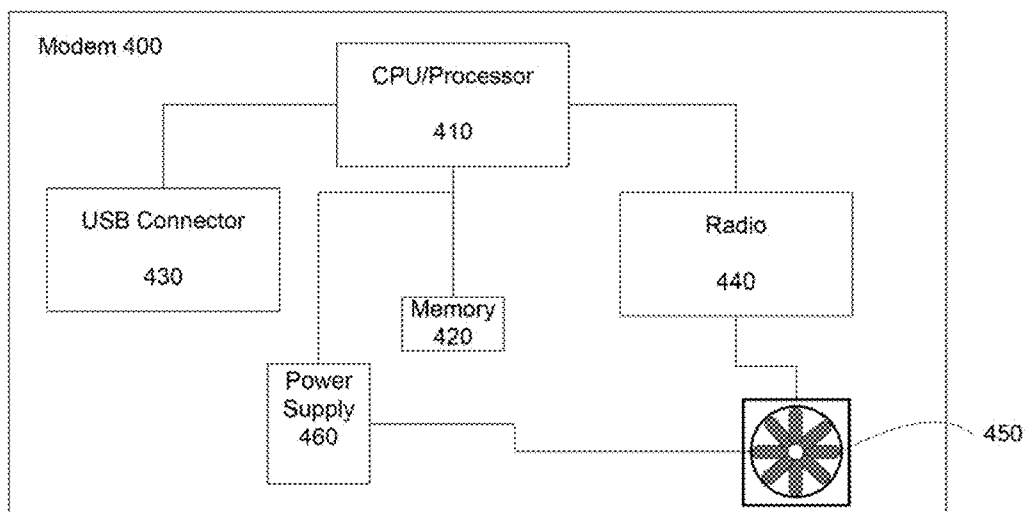 Modem 400
CPU/Processor
410
USB Connector
430
Radio
440
Memory
420
Power
Supply
460
450